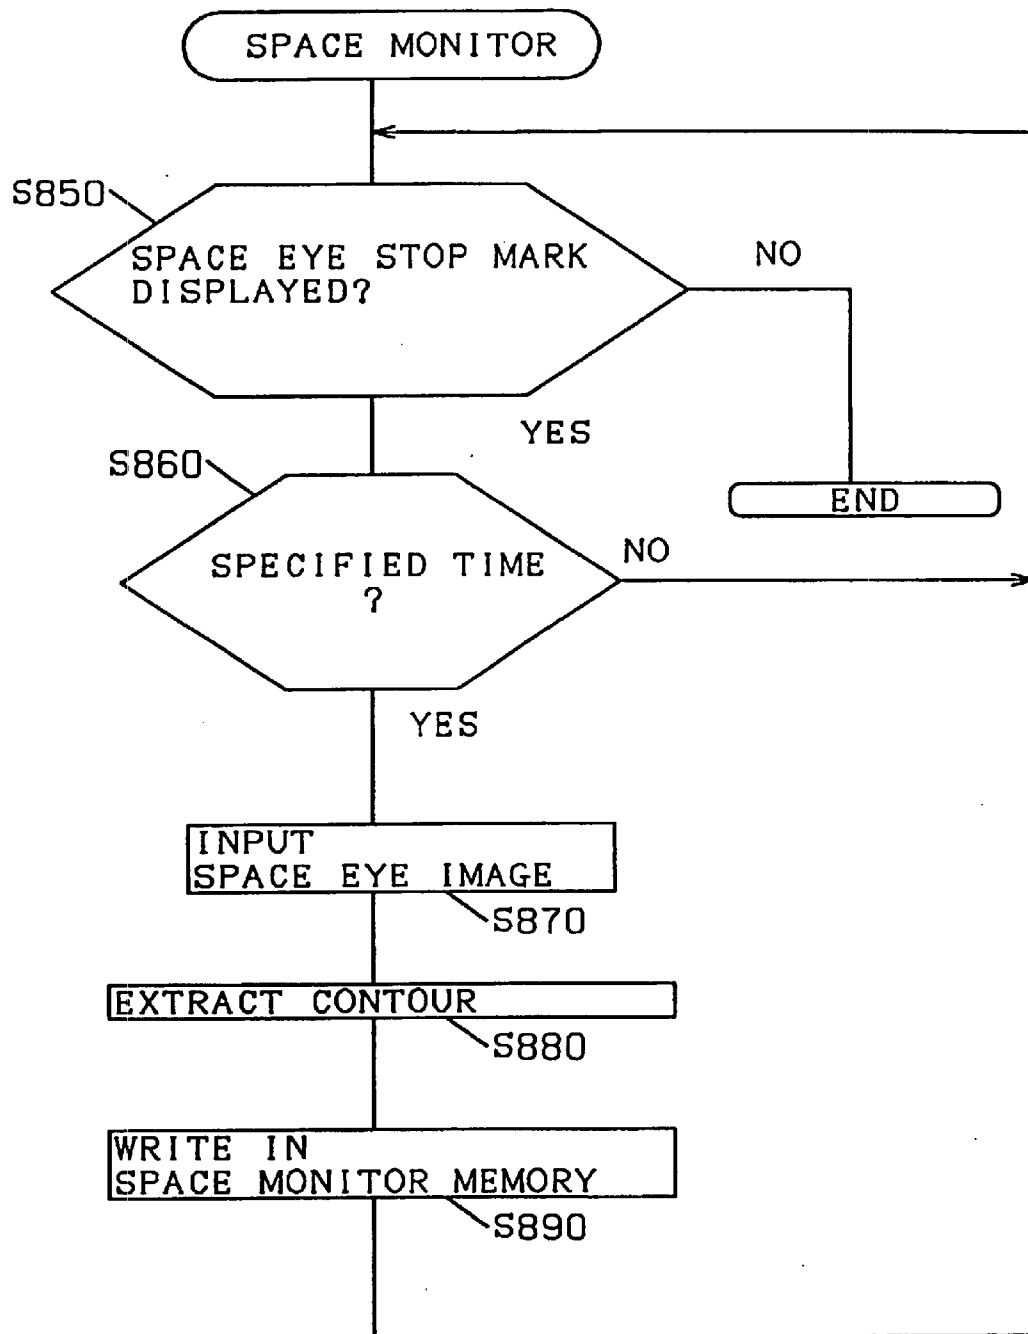 SPACE MONITOR
S850
SPACE EYE STOP MARK
DISPLAYED?
NO
YES
S860
END
SPECIFIED TIME
?
NO
YES
INPUT
SPACE EYE IMAGE
S870
EXTRACT CONTOUR
S880
WRITE IN
SPACE MONITOR MEMORY
S890